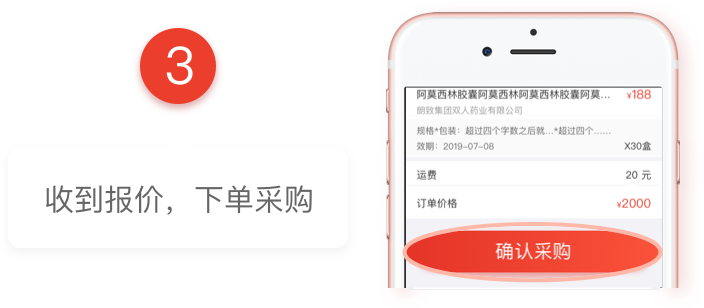 3
收到报价，下单采购
阿莫西林胶囊阿莫西林阿莫西林胶囊阿莫... ¥188
朗致集团双人药业有限公司
规格*包装：超过四个字数之后就...*超过四个......
效期：2019-07-08 X30盒
运费 20 元
订单价格 ¥2000
确认采购